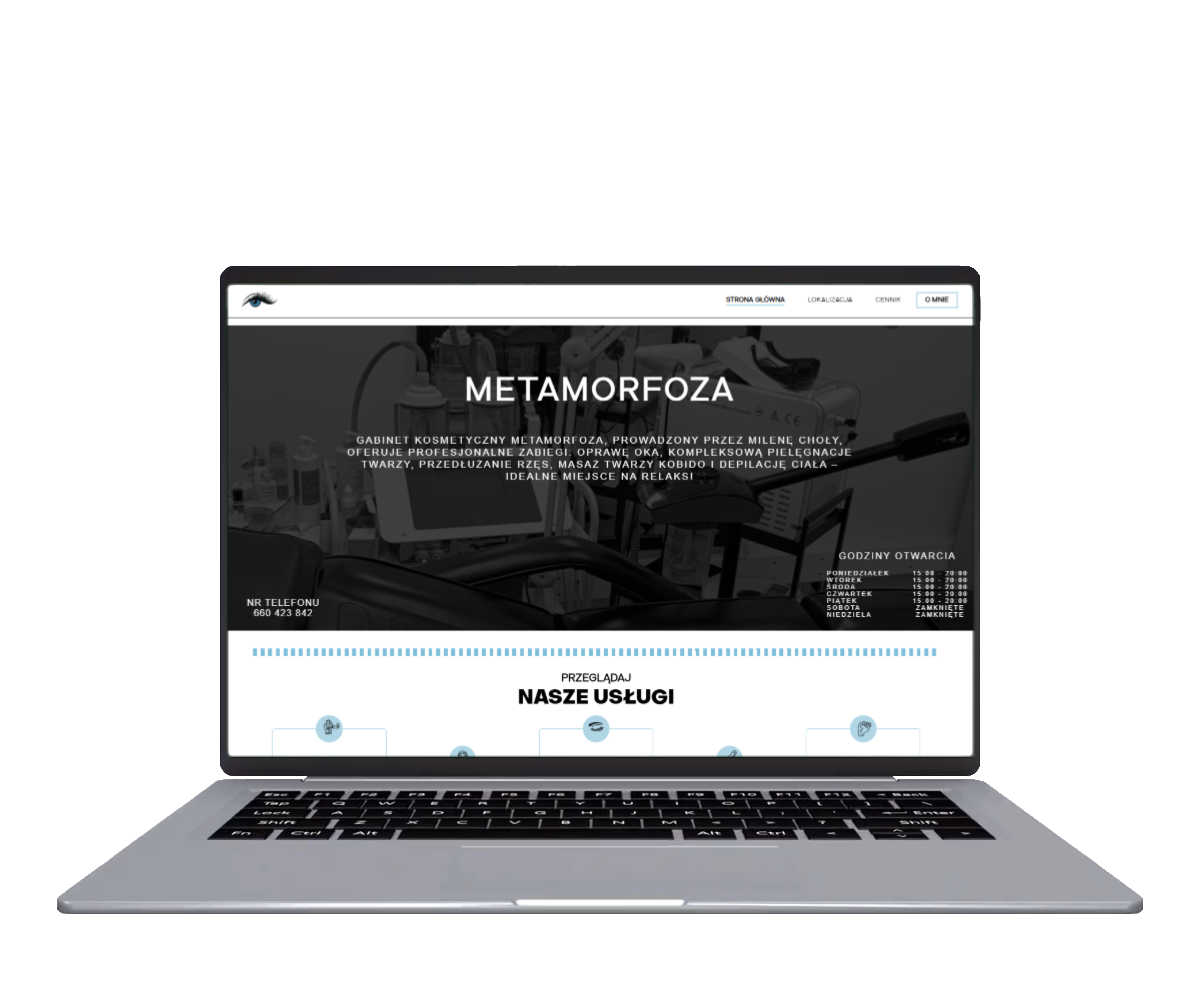 STRONA GŁÓWNA LOKALIZACJA CENNIK O MNIE
METAMORFOZA
GABINET KOSMETYCZNY METAMORFOZA, PROWADZONY PRZEZ MILENĘ CHOŁY,
OFERUJE PROFESJONALNE ZABIEGI, OPRAWĘ OKA, KOMPLEKSOWĄ PIELĘGNACJE
TWARZY, PRZEDŁUŻANIE RZĘS, MASAŻ TWARZY KOBIDO I DEPILACJĘ CIAŁA –
IDEALNE MIEJSCE NA RELAKS!
GODZINY OTWARCIA
PONIEDZIAŁEK 15:00 - 20:00
WTOREK 15:00 - 20:00
ŚRODA 15:00 - 20:00
CZWARTEK 15:00 - 20:00
PIĄTEK 15:00 - 20:00
SOBOTA ZAMKNIĘTE
NIEDZIELA ZAMKNIĘTE
NR TELEFONU
660 423 842
PRZEGLĄDAJ
NASZE USŁUGI
Esc F1 F2 F3 F4 F5 F6 F7 F8 F9 F10 F11 F12 Back
Tap Q W E R T Y U I O P [ ] \
Lock A S D F G H J K L ; ' Enter
Shift Z X C V B N M < > ? Shift
Fn Ctrl Alt Alt Ctrl < >